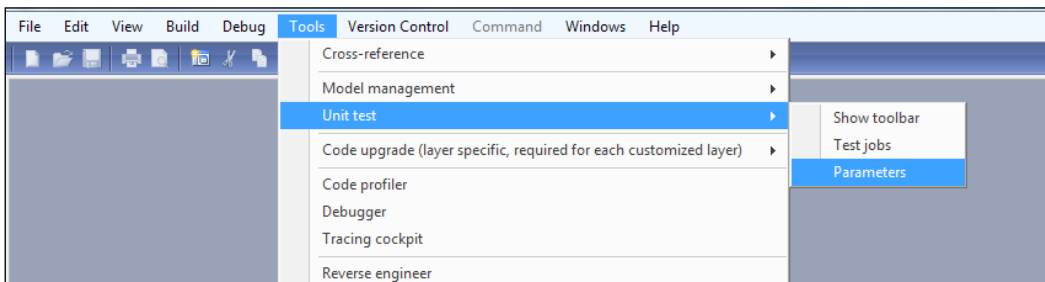 File Edit View Build Debug Tools Version Control Command Windows Help
Cross-reference
Model management
Unit test
Show toolbar
Test jobs
Parameters
Code upgrade (layer specific, required for each customized layer)
Code profiler
Debugger
Tracing cockpit
Reverse engineer